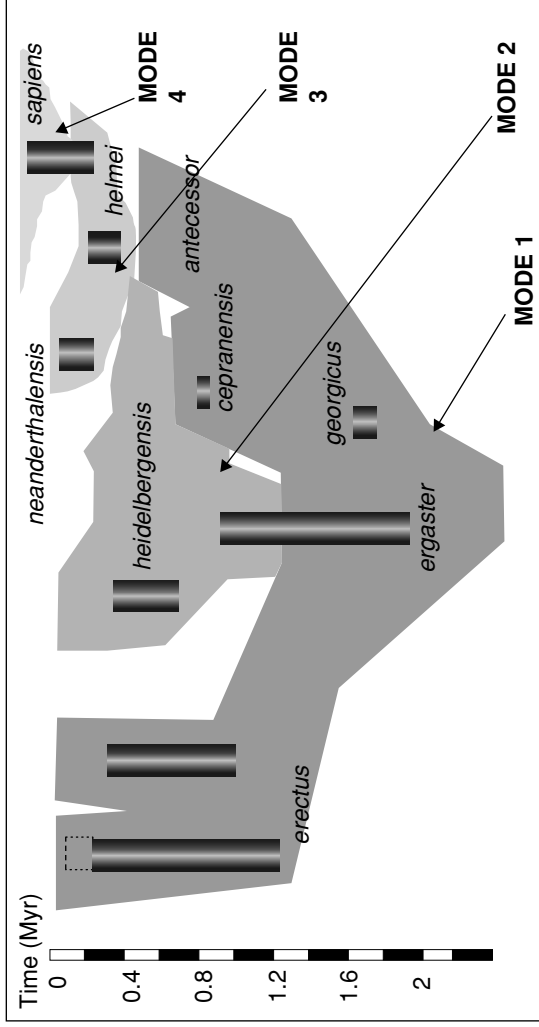 Time (Myr)
0
0.4
0.8
1.2
1.6
2
sapiens
MODE
4
neanderthalensis
helmei
MODE
3
heidelbergensis
antecessor
cepranensis
MODE 2
georgicus
ergaster
erectus
MODE 1